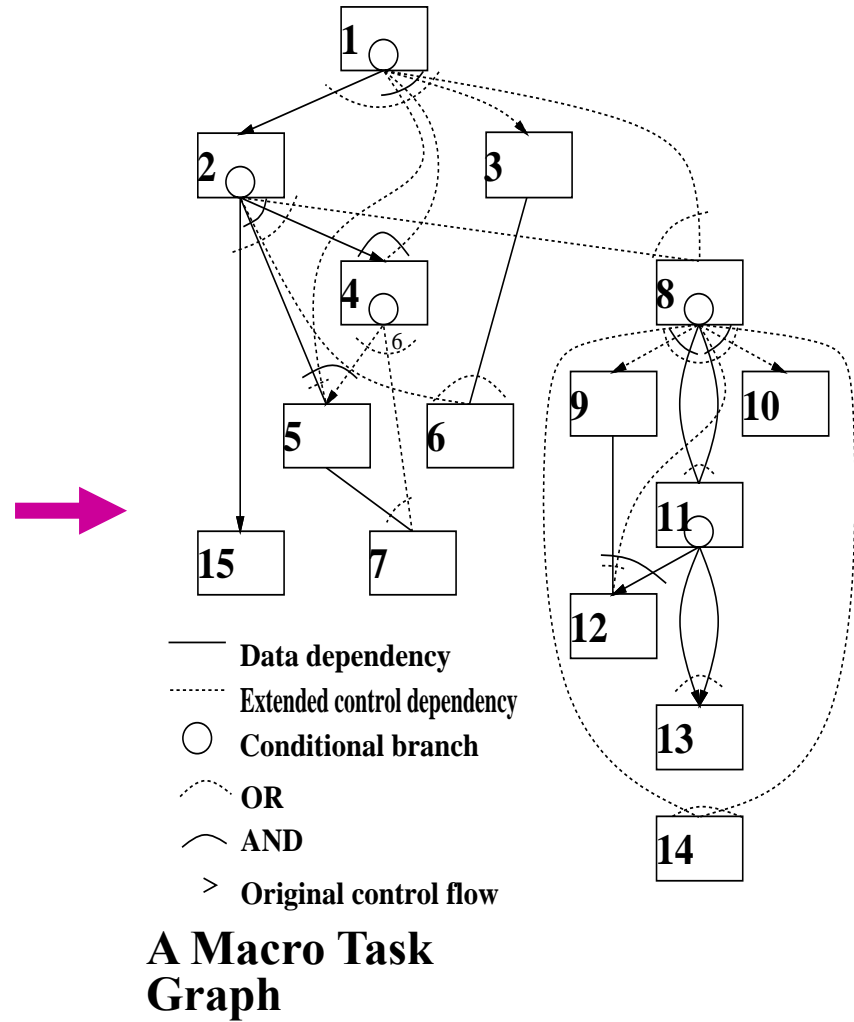 1
2
3
4
8
6
9
10
5
6
11
15
7
12
Data dependency
Extended control dependency
Conditional branch
13
OR
AND
14
Original control flow
A Macro Task
Graph